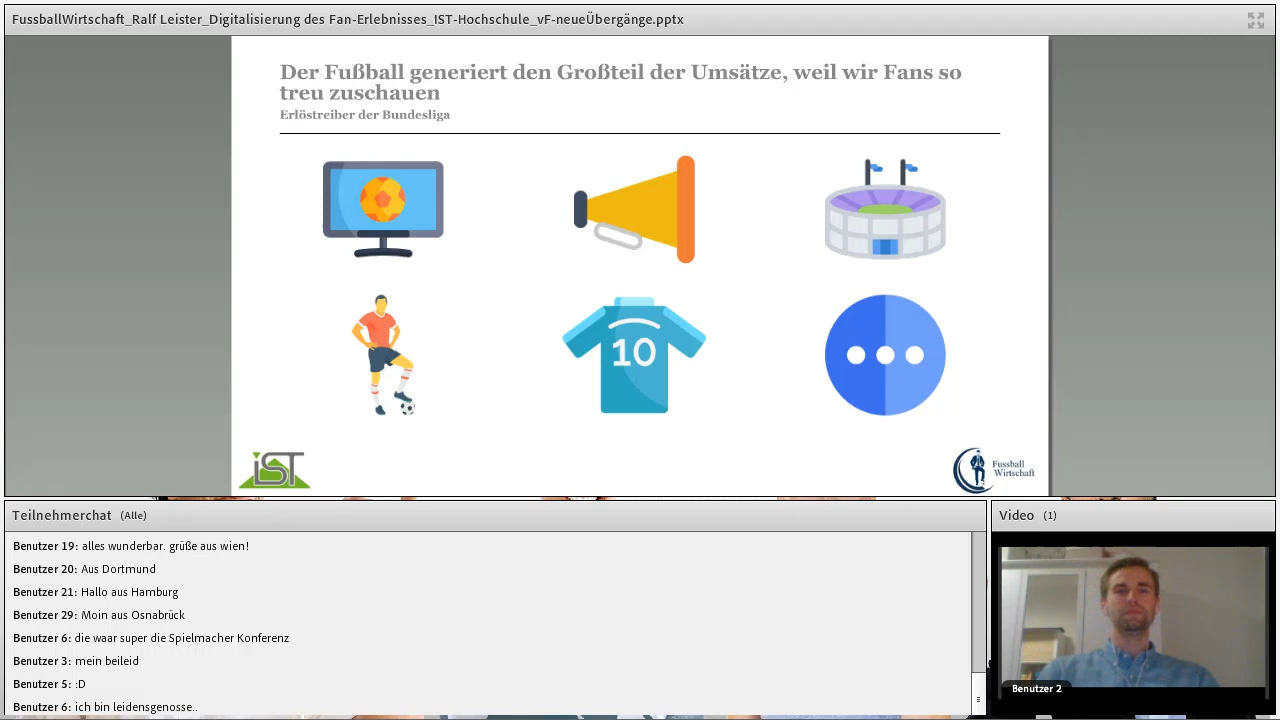 FussballWirtschaft_Ralf Leister_Digitalisierung des Fan-Erlebnisses_IST-Hochschule_vF-neueÜbergänge.pptx
Der Fußball generiert den Großteil der Umsätze, weil wir Fans so
treu zuschauen
Erlöstreiber der Bundesliga
10
iST
Fussball
Wirtschaft
Teilnehmerchat (Alle)
Video (1)
Benutzer 19: alles wunderbar. grüße aus wien!
Benutzer 20: Aus Dortmund
Benutzer 21: Hallo aus Hamburg
Benutzer 29: Moin aus Osnabrück
Benutzer 6: die waar super die Spielmacher Konferenz
Benutzer 3: mein beileid
Benutzer 5: :D
Benutzer 6: ich bin leidensgenosse..
Benutzer 2